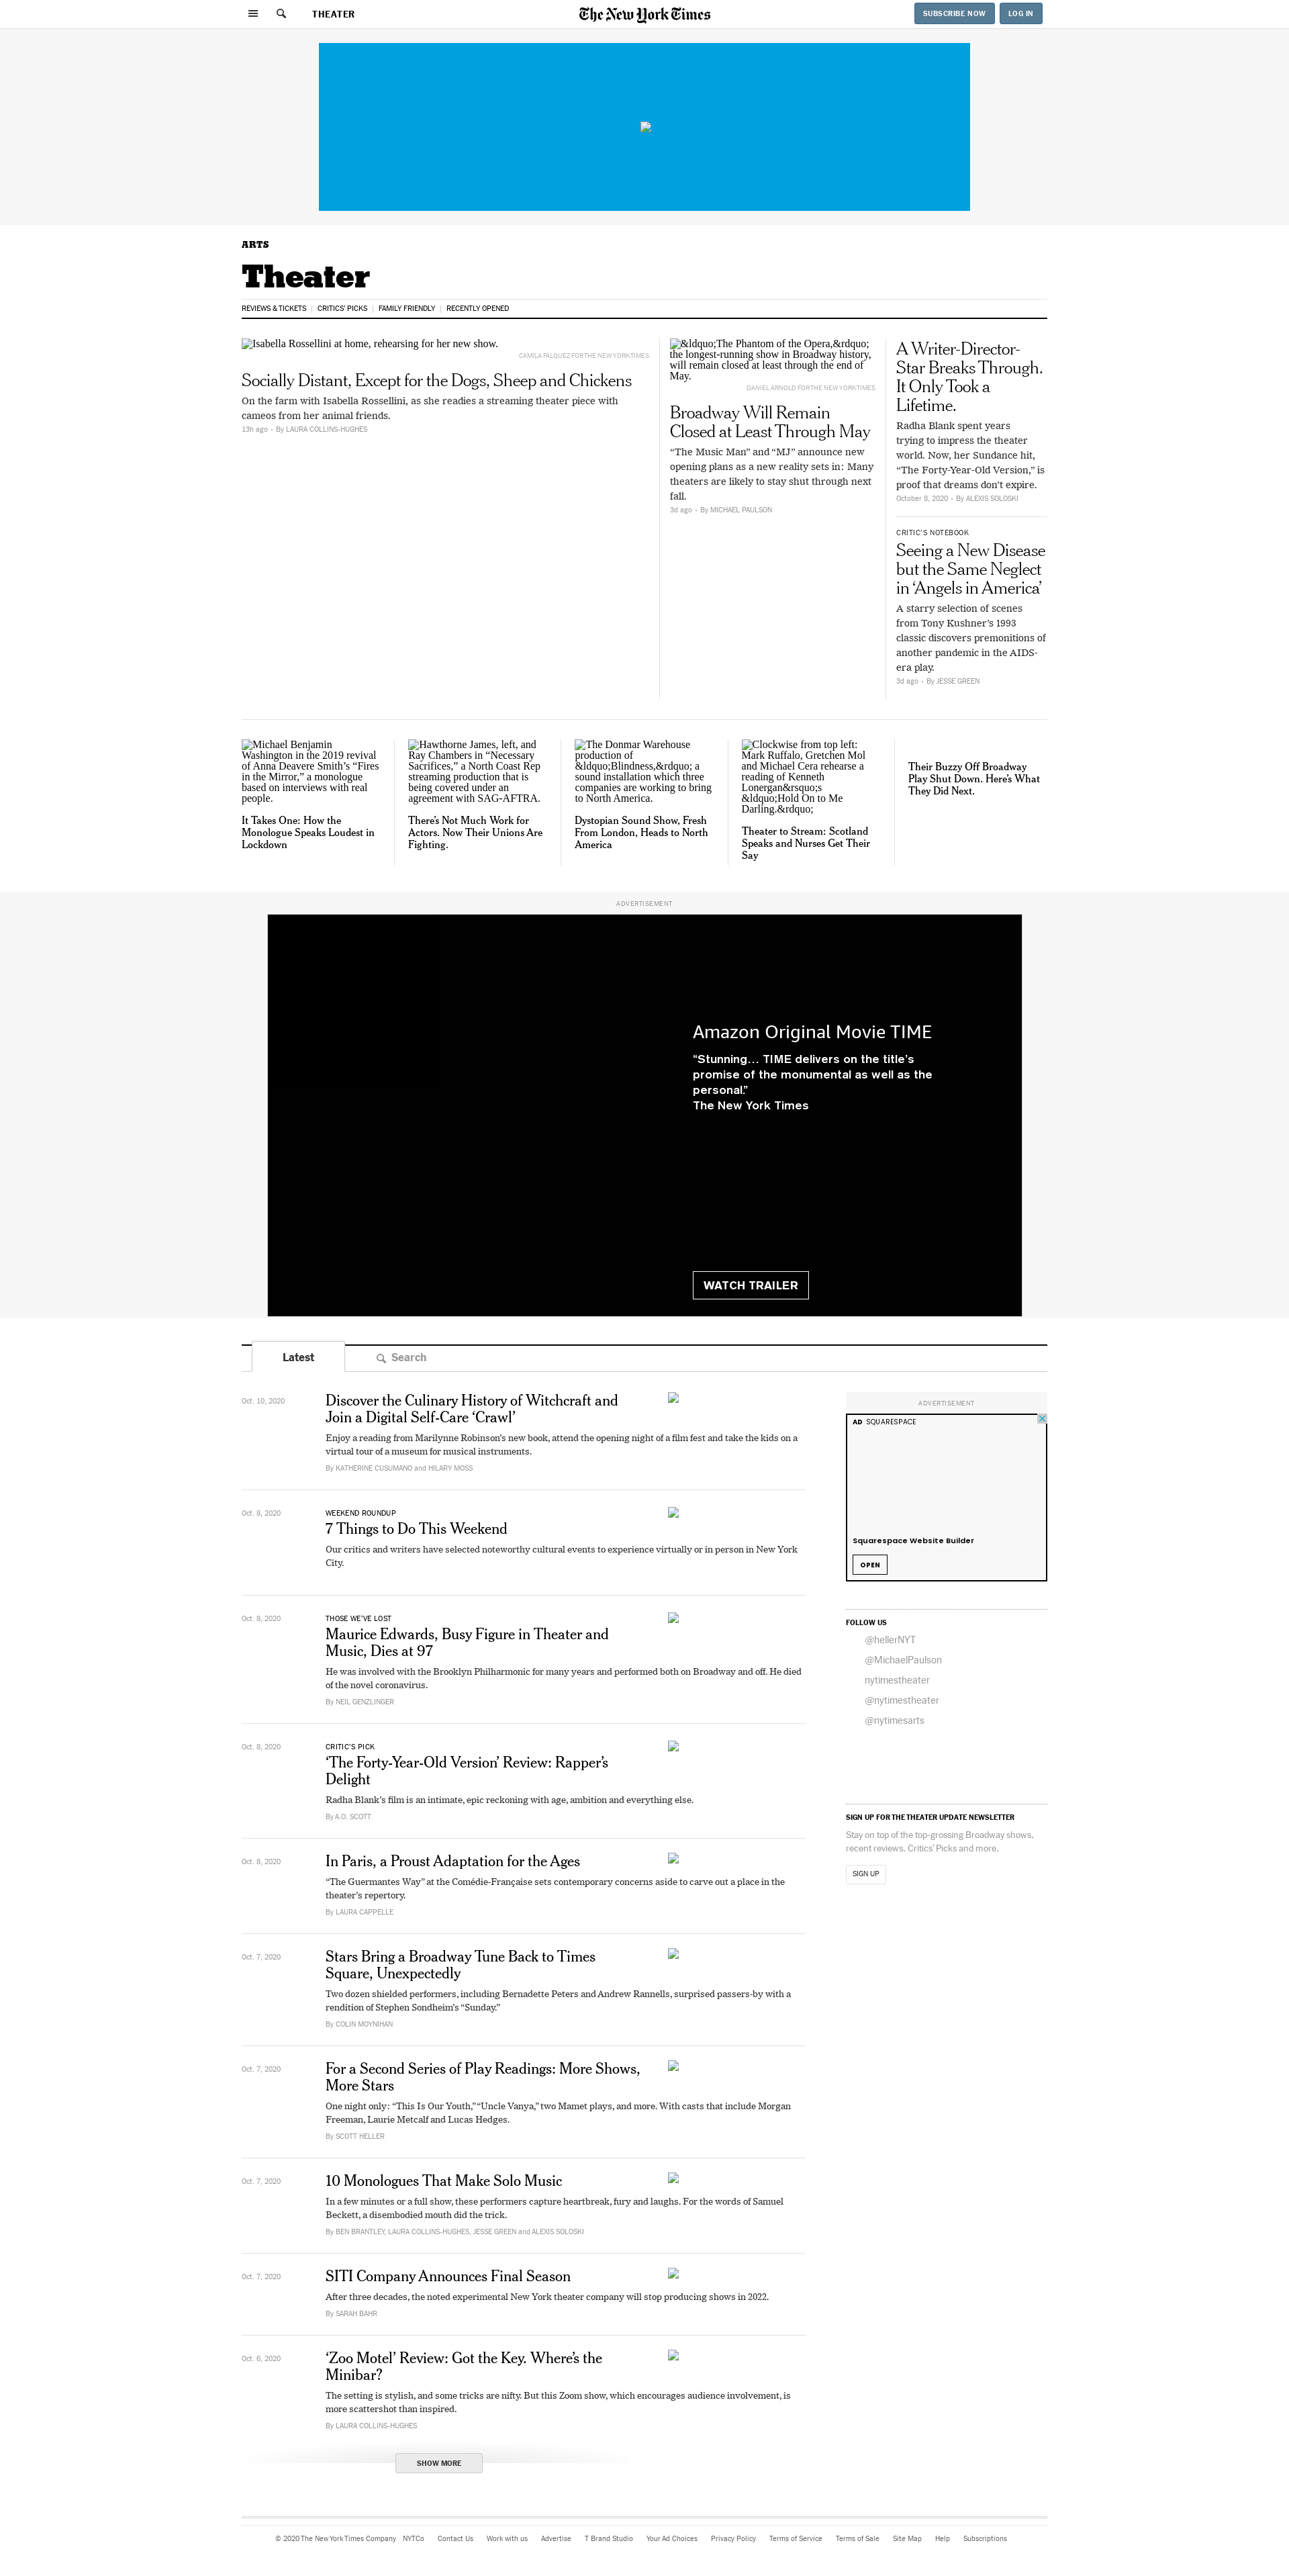 THEATER
The New York Times
SUBSCRIBE NOW
LOG IN
ARTS
Theater
REVIEWS & TICKETS | CRITICS' PICKS | FAMILY FRIENDLY | RECENTLY OPENED
Isabella Rossellini at home, rehearsing for her new show.
CAMILA FALQUEZ FOR THE NEW YORK TIMES
Socially Distant, Except for the Dogs, Sheep and Chickens
On the farm with Isabella Rossellini, as she readies a streaming theater piece with
cameos from her animal friends.
13h ago • By LAURA COLLINS-HUGHES
&ldquo;The Phantom of the Opera,&rdquo;
the longest-running show in Broadway history,
will remain closed at least through the end of
May.
DANIEL ARNOLD FOR THE NEW YORK TIMES
Broadway Will Remain
Closed at Least Through May
“The Music Man” and “MJ” announce new
opening plans as a new reality sets in: Many
theaters are likely to stay shut through next
fall.
3d ago • By MICHAEL PAULSON
A Writer-Director-
Star Breaks Through.
It Only Took a
Lifetime.
Radha Blank spent years
trying to impress the theater
world. Now, her Sundance hit,
“The Forty-Year-Old Version,” is
proof that dreams don't expire.
October 8, 2020 • By ALEXIS SOLOSKI
CRITIC'S NOTEBOOK
Seeing a New Disease
but the Same Neglect
in ‘Angels in America’
A starry selection of scenes
from Tony Kushner’s 1993
classic discovers premonitions of
another pandemic in the AIDS-
era play.
3d ago • By JESSE GREEN
Michael Benjamin
Washington in the 2019 revival
of Anna Deavere Smith’s “Fires
in the Mirror,” a monologue
based on interviews with real
people.
It Takes One: How the
Monologue Speaks Loudest in
Lockdown
Hawthorne James, left, and
Ray Chambers in “Necessary
Sacrifices,” a North Coast Rep
streaming production that is
being covered under an
agreement with SAG-AFTRA.
There’s Not Much Work for
Actors. Now Their Unions Are
Fighting.
The Donmar Warehouse
production of
&ldquo;Blindness,&rdquo; a
sound installation which three
companies are working to bring
to North America.
Dystopian Sound Show, Fresh
From London, Heads to North
America
Clockwise from top left:
Mark Ruffalo, Gretchen Mol
and Michael Cera rehearse a
reading of Kenneth
Lonergan&rsquo;s
&ldquo;Hold On to Me
Darling.&rdquo;
Theater to Stream: Scotland
Speaks and Nurses Get Their
Say
Their Buzzy Off Broadway
Play Shut Down. Here’s What
They Did Next.
ADVERTISEMENT
Amazon Original Movie TIME
“Stunning… TIME delivers on the title’s
promise of the monumental as well as the
personal.”
The New York Times
WATCH TRAILER
Latest
Search
Oct. 10, 2020
Discover the Culinary History of Witchcraft and
Join a Digital Self-Care ‘Crawl’
Enjoy a reading from Marilynne Robinson’s new book, attend the opening night of a film fest and take the kids on a
virtual tour of a museum for musical instruments.
By KATHERINE CUSUMANO and HILARY MOSS
Oct. 8, 2020
WEEKEND ROUNDUP
7 Things to Do This Weekend
Our critics and writers have selected noteworthy cultural events to experience virtually or in person in New York
City.
Oct. 8, 2020
THOSE WE’VE LOST
Maurice Edwards, Busy Figure in Theater and
Music, Dies at 97
He was involved with the Brooklyn Philharmonic for many years and performed both on Broadway and off. He died
of the novel coronavirus.
By NEIL GENZLINGER
Oct. 8, 2020
CRITIC’S PICK
‘The Forty-Year-Old Version’ Review: Rapper’s
Delight
Radha Blank’s film is an intimate, epic reckoning with age, ambition and everything else.
By A.O. SCOTT
Oct. 8, 2020
In Paris, a Proust Adaptation for the Ages
“The Guermantes Way” at the Comédie-Française sets contemporary concerns aside to carve out a place in the
theater’s repertory.
By LAURA CAPPELLE
Oct. 7, 2020
Stars Bring a Broadway Tune Back to Times
Square, Unexpectedly
Two dozen shielded performers, including Bernadette Peters and Andrew Rannells, surprised passers-by with a
rendition of Stephen Sondheim’s “Sunday.”
By COLIN MOYNIHAN
Oct. 7, 2020
For a Second Series of Play Readings: More Shows,
More Stars
One night only: “This Is Our Youth,” “Uncle Vanya,” two Mamet plays, and more. With casts that include Morgan
Freeman, Laurie Metcalf and Lucas Hedges.
By SCOTT HELLER
Oct. 7, 2020
10 Monologues That Make Solo Music
In a few minutes or a full show, these performers capture heartbreak, fury and laughs. For the words of Samuel
Beckett, a disembodied mouth did the trick.
By BEN BRANTLEY, LAURA COLLINS-HUGHES, JESSE GREEN and ALEXIS SOLOSKI
Oct. 7, 2020
SITI Company Announces Final Season
After three decades, the noted experimental New York theater company will stop producing shows in 2022.
By SARAH BAHR
Oct. 6, 2020
‘Zoo Motel’ Review: Got the Key. Where’s the
Minibar?
The setting is stylish, and some tricks are nifty. But this Zoom show, which encourages audience involvement, is
more scattershot than inspired.
By LAURA COLLINS-HUGHES
SHOW MORE
ADVERTISEMENT
AD SQUARESPACE
Squarespace Website Builder
OPEN
FOLLOW US
@hellerNYT
@MichaelPaulson
nytimestheater
@nytimestheater
@nytimesarts
SIGN UP FOR THE THEATER UPDATE NEWSLETTER
Stay on top of the top-grossing Broadway shows,
recent reviews, Critics’ Picks and more.
SIGN UP
© 2020 The New York Times Company NYTCo Contact Us Work with us Advertise T Brand Studio Your Ad Choices Privacy Policy Terms of Service Terms of Sale Site Map Help Subscriptions